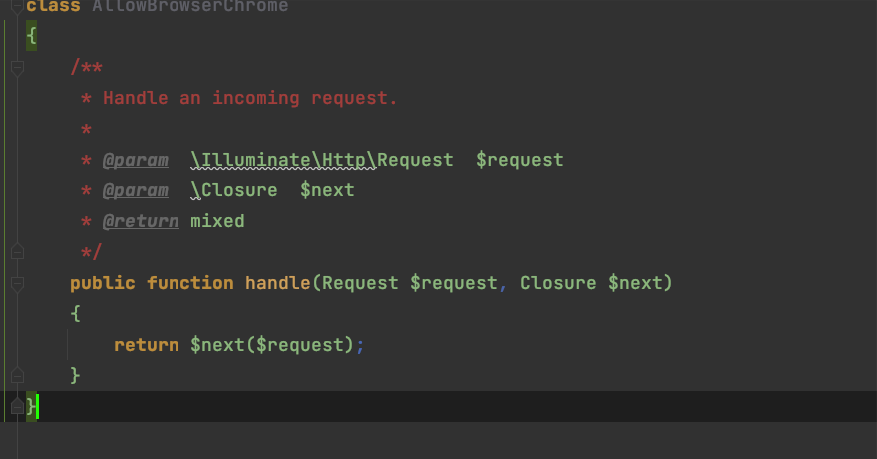 class AllowBrowserChrome
{
/**
* Handle an incoming request.
*
* @param  \Illuminate\Http\Request  $request
* @param  \Closure  $next
* @return mixed
*/
public function handle(Request $request, Closure $next)
{
return $next($request);
}
}